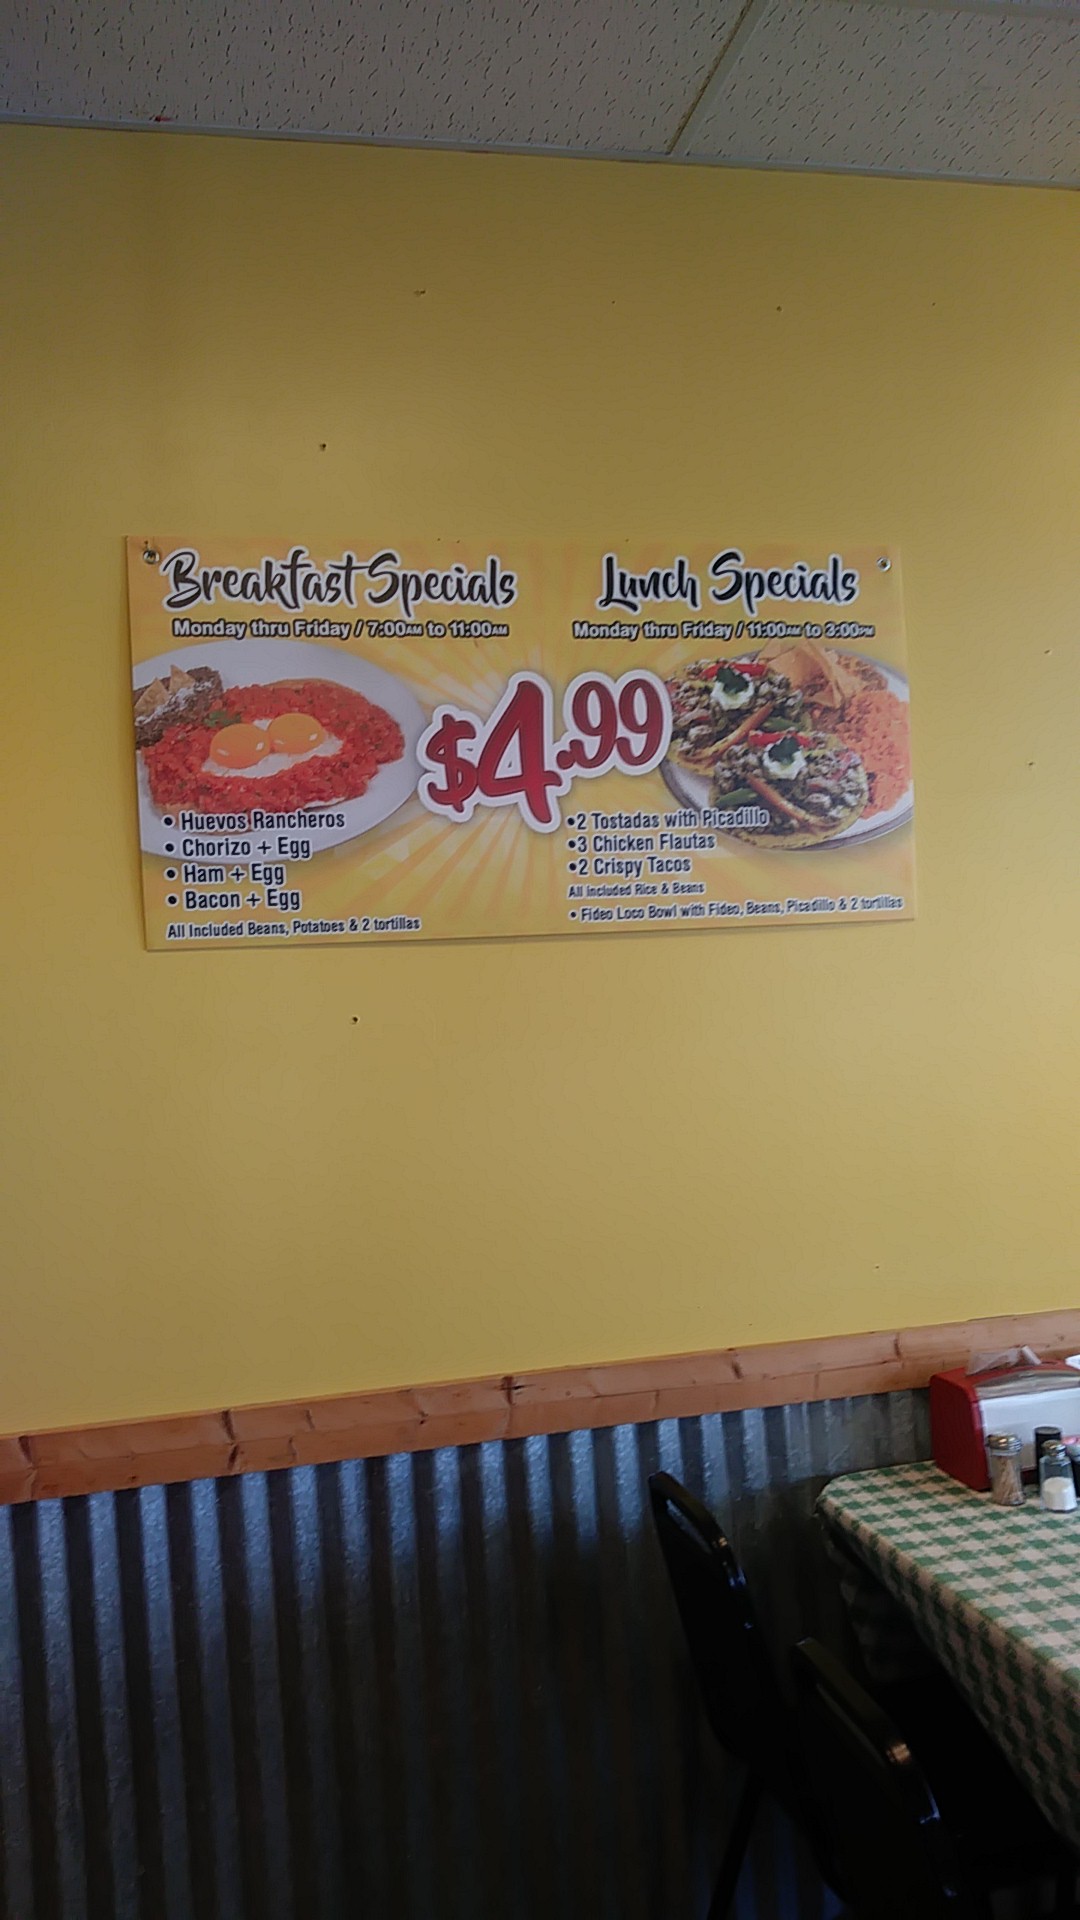 Breakfast Specials
Monday thru Friday / 7:00AM to 11:00AM
Lunch Specials
Monday thru Friday / 11:00AM to 3:00PM
$4.99
• Huevos Rancheros
• Chorizo + Egg
• Ham + Egg
• Bacon + Egg
All Included Beans, Potatoes & 2 tortillas
•2 Tostadas with Picadillo
•3 Chicken Flautas
•2 Crispy Tacos
All Included Rice & Beans
• Fideo Loco Bowl with Fideo, Beans, Picadillo & 2 tortillas